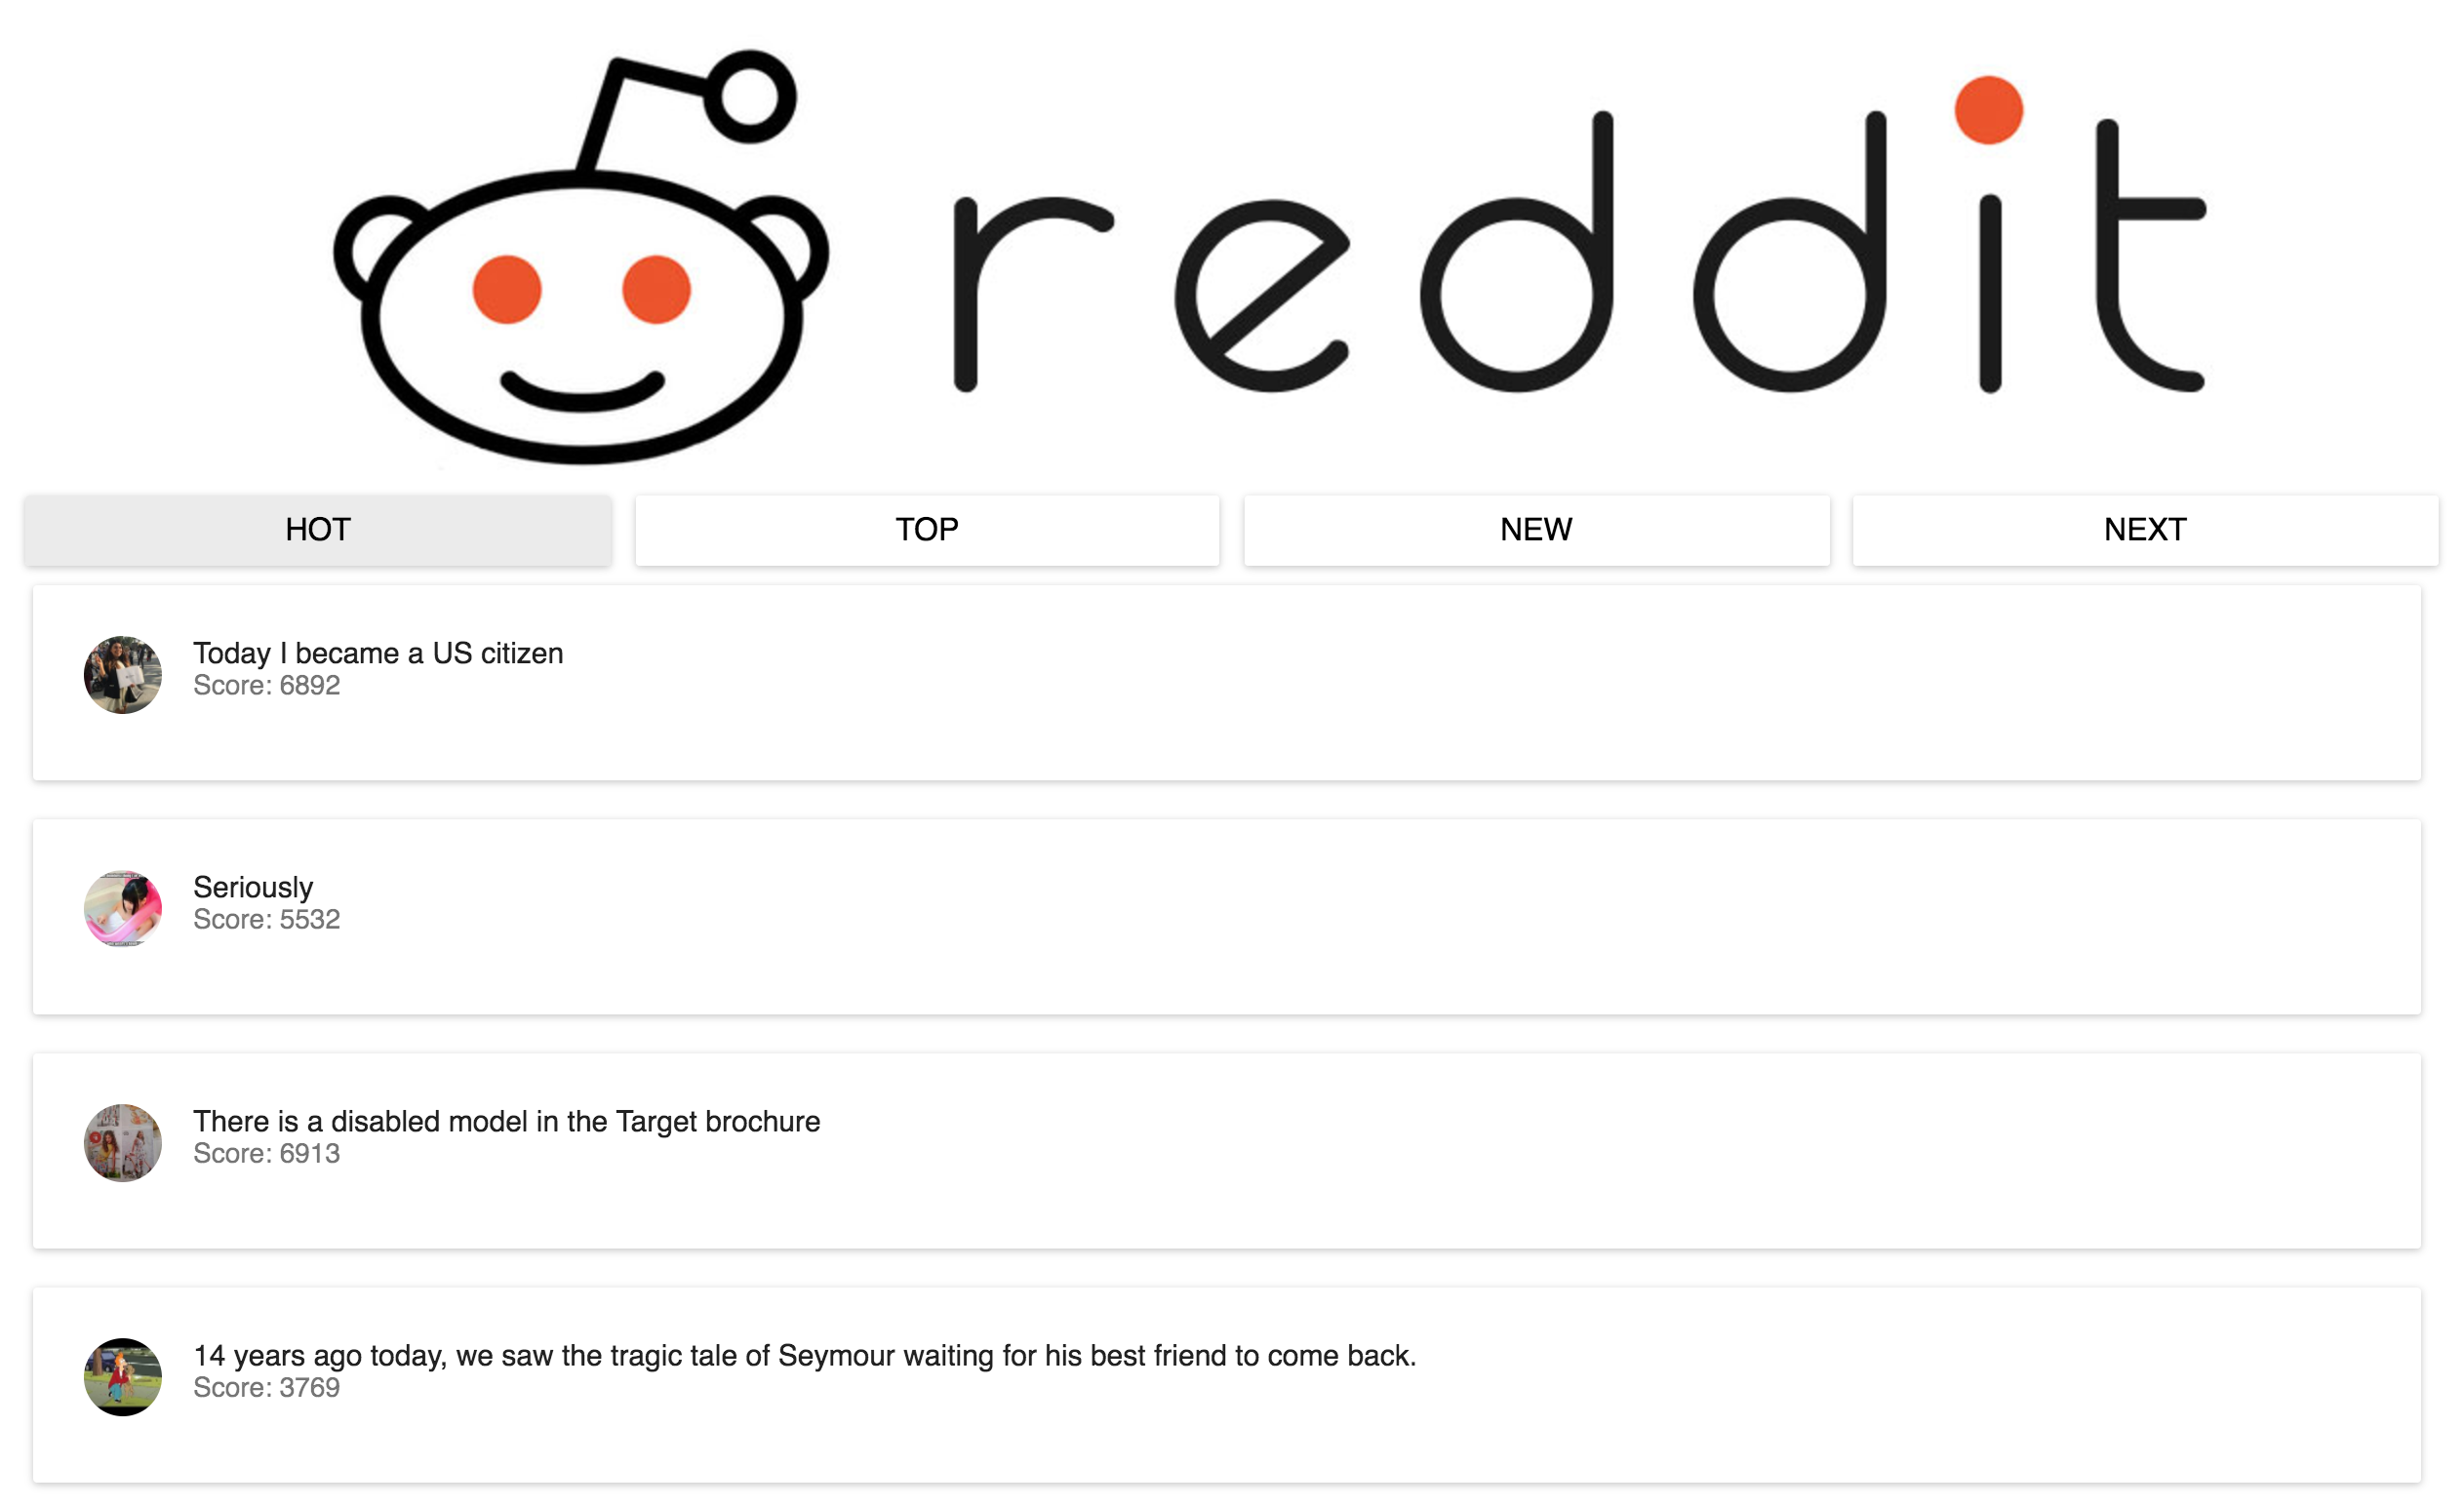 reddit
HOT
TOP
NEW
NEXT
Today I became a US citizen
Score: 6892
Seriously
Score: 5532
There is a disabled model in the Target brochure
Score: 6913
14 years ago today, we saw the tragic tale of Seymour waiting for his best friend to come back.
Score: 3769